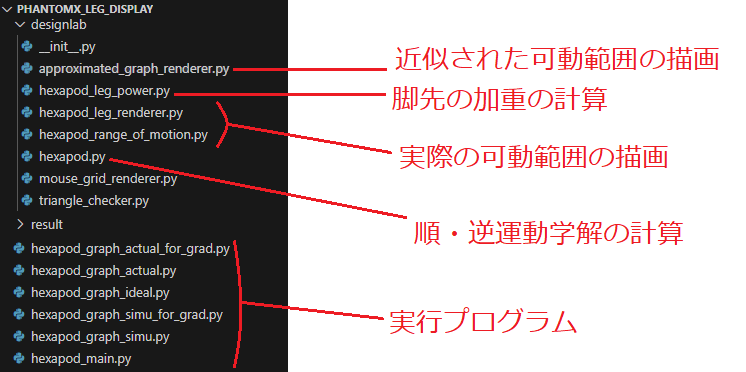 PHANTOMX_LEG_DISPLAY
designlab
__init__.py
approximated_graph_renderer.py
hexapod_leg_power.py
hexapod_leg_renderer.py
hexapod_range_of_motion.py
hexapod.py
mouse_grid_renderer.py
triangle_checker.py
result
hexapod_graph_actual_for_grad.py
hexapod_graph_actual.py
hexapod_graph_ideal.py
hexapod_graph_simu_for_grad.py
hexapod_graph_simu.py
hexapod_main.py
近似された可動範囲の描画
脚先の加重の計算
実際の可動範囲の描画
順・逆運動学解の計算
実行プログラム